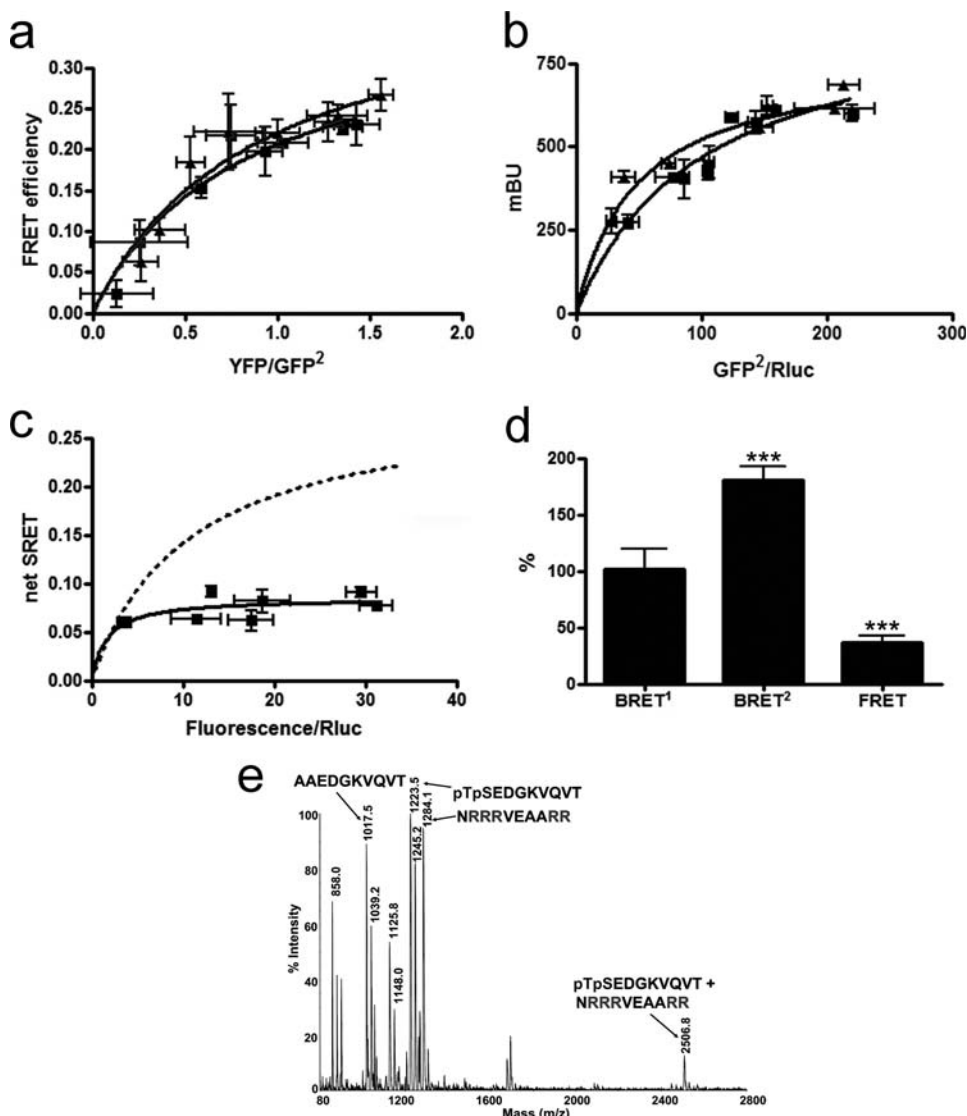 a
FRET efficiency
0.30
0.25
0.20
0.15
0.10
0.05
0.00
0.0 0.5 1.0 1.5 2.0
YFP/GFP²
b
mBU
750
500
250
0
0 100 200 300
GFP²/Rluc
c
net SRET
0.25
0.20
0.15
0.10
0.05
0.00
0 10 20 30 40
Fluorescence/Rluc
d
%
200
150
100
50
0
*** 
***
BRET¹ BRET² FRET
e
% Intensity
100
80
60
40
20
0
AAEDGKVQVT
pTpSEDGKVQVT
NRRRVEAARR
858.0
1017.5
1039.2
1125.8
1148.0
1223.5
1245.2
1284.1
pTpSEDGKVQVT +
NRRRVEAARR
2506.8
80 1200 1600 2000 2400 2800
Mass (m/z)